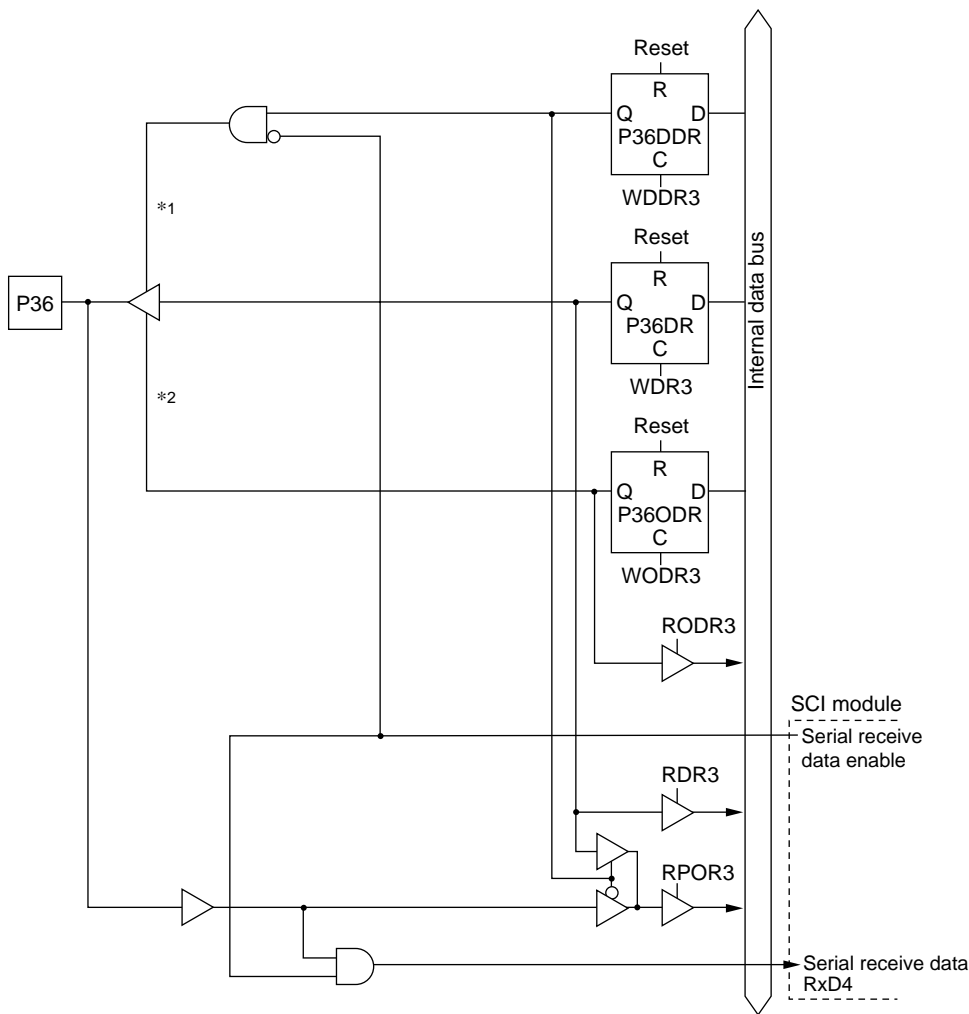 Reset
R
Q D
P36DDR
C
WDDR3
*1
Reset
R
P36
Q D
P36DR
C
WDR3
Internal data bus
*2
Reset
R
Q D
P36ODR
C
WODR3
RODR3
SCI module
Serial receive
data enable
RDR3
RPOR3
Serial receive data
RxD4